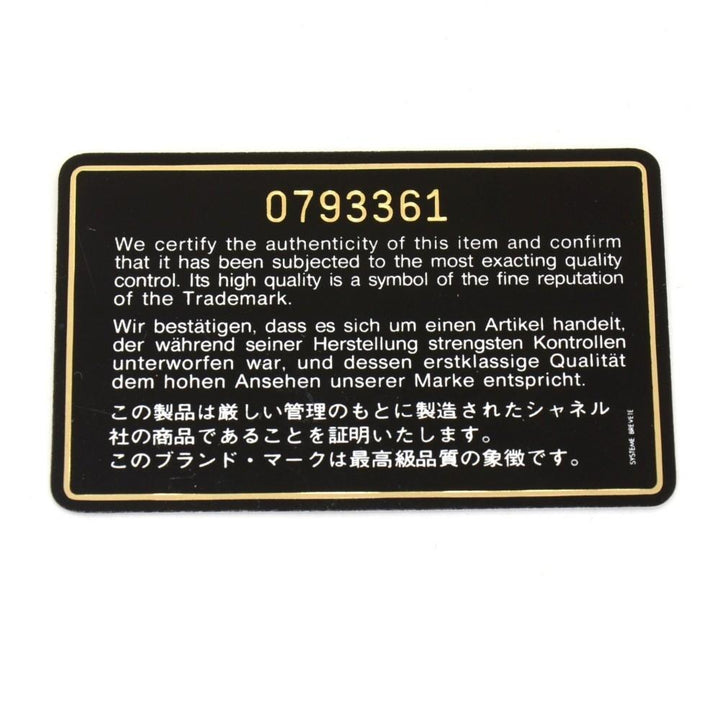 0793361
We certify the authenticity of this item and confirm
that it has been subjected to the most exacting quality
control. Its high quality is a symbol of the fine reputation
of the Trademark.
Wir bestätigen, dass es sich um einen Artikel handelt,
der während seiner Herstellung strengsten Kontrollen
unterworfen war, und dessen erstklassige Qualität
dem hohen Ansehen unserer Marke entspricht.
この製品は厳しい管理のもとに製造されたシャネル
社の商品であることを証明いたします。
このブランド・マークは最高級品質の象徴です。
SYSTEME BREVETE